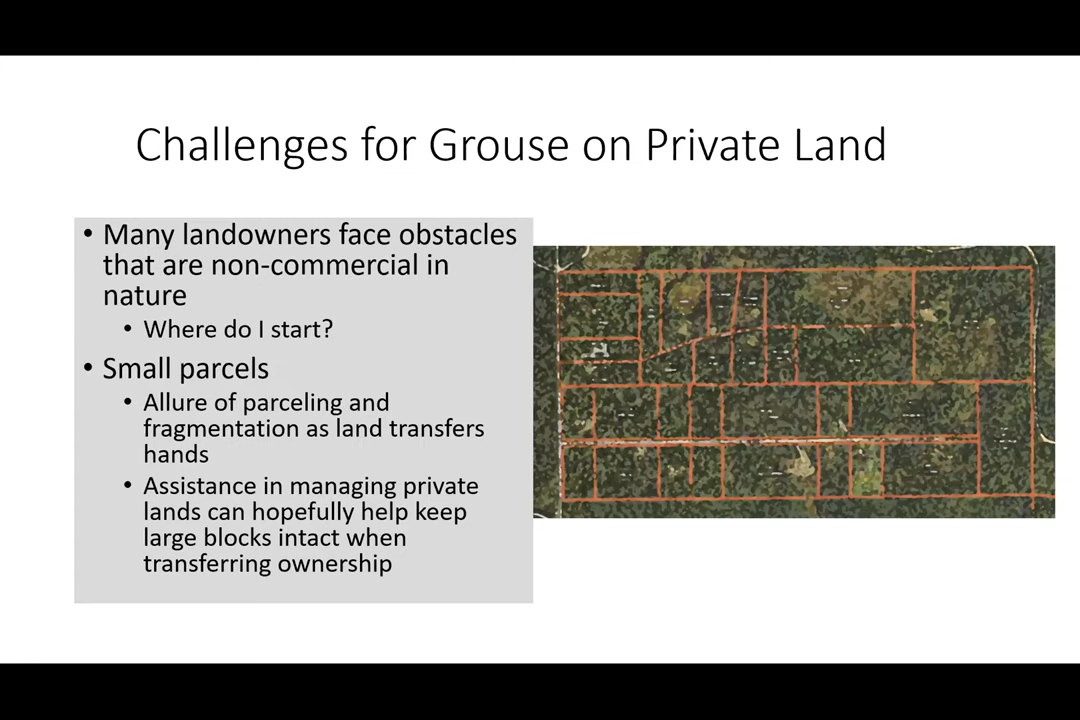 Challenges for Grouse on Private Land
• Many landowners face obstacles
that are non-commercial in
nature
• Where do I start?
• Small parcels
• Allure of parceling and
fragmentation as land transfers
hands
• Assistance in managing private
lands can hopefully help keep
large blocks intact when
transferring ownership